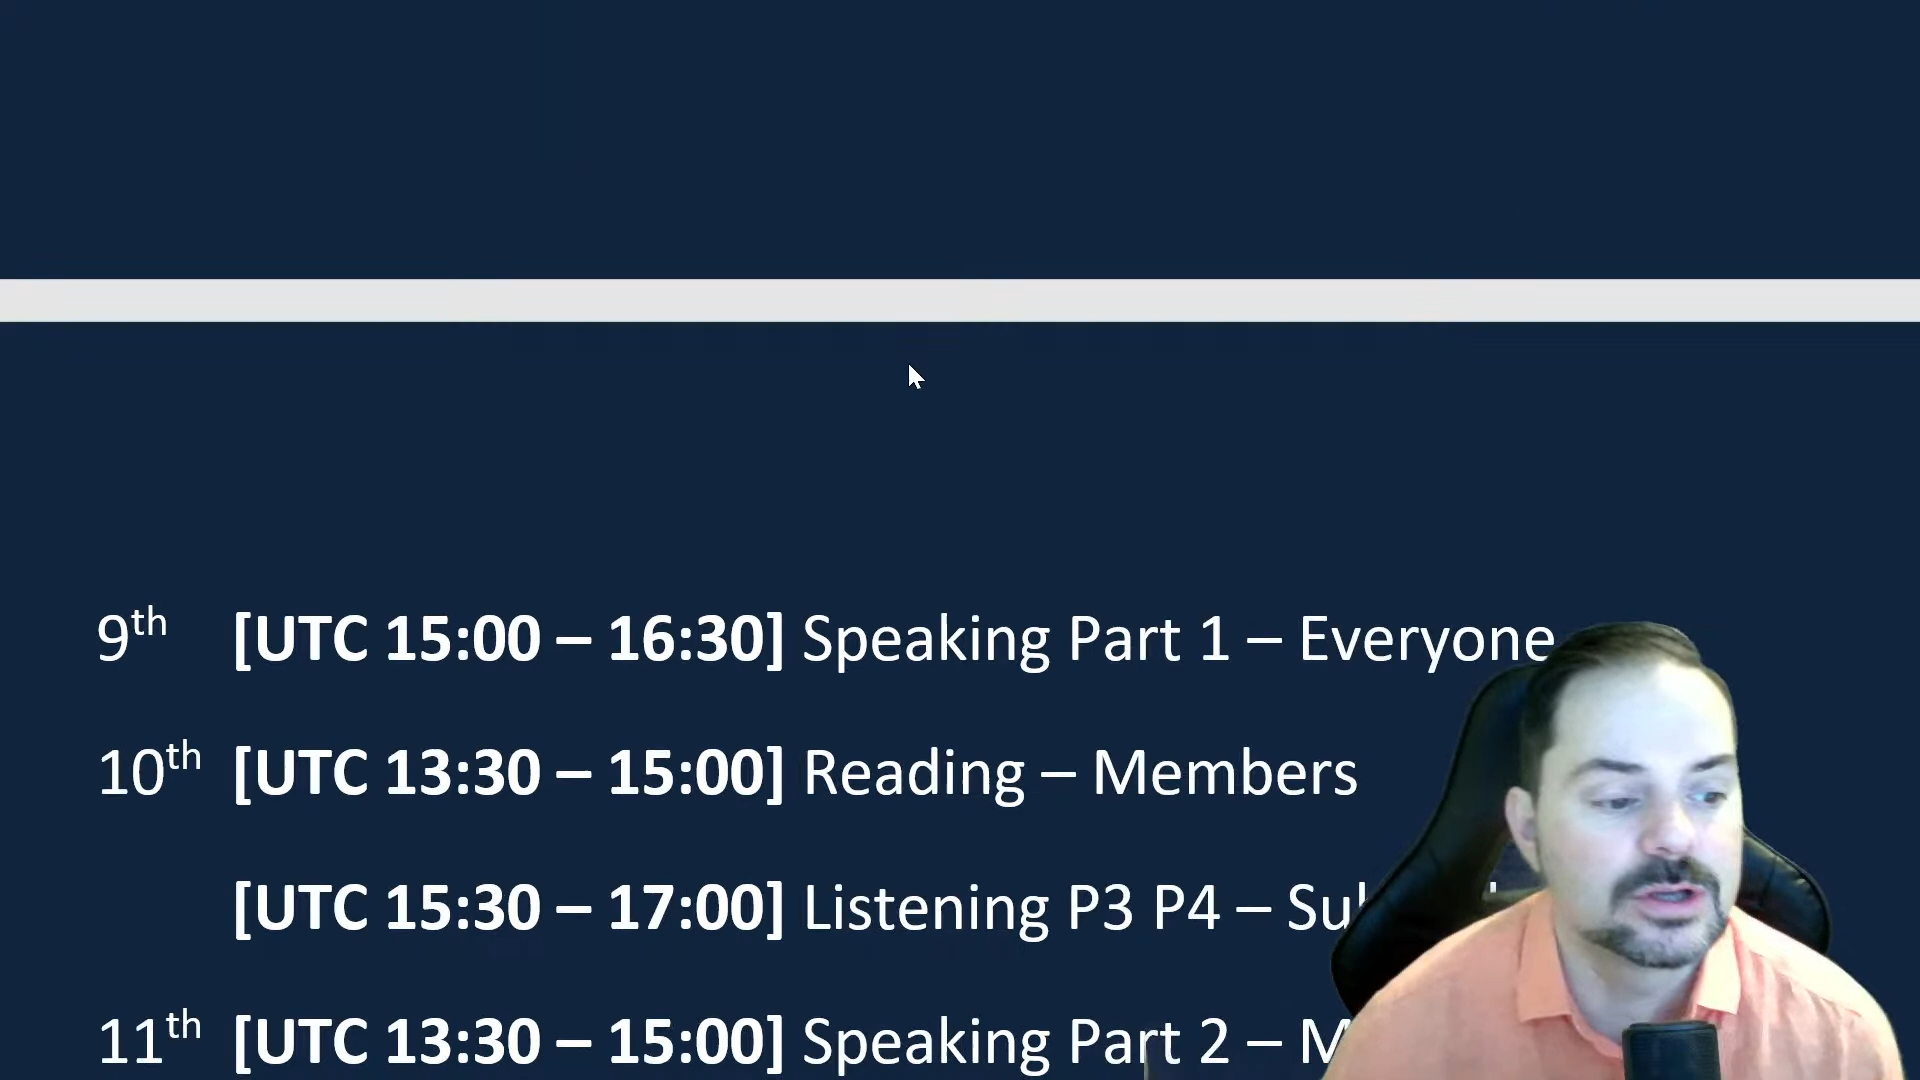 9th [UTC 15:00 – 16:30] Speaking Part 1 – Everyone
10th [UTC 13:30 – 15:00] Reading – Members
[UTC 15:30 – 17:00] Listening P3 P4 –
11th [UTC 13:30 – 15:00] Speaking Part 2 –